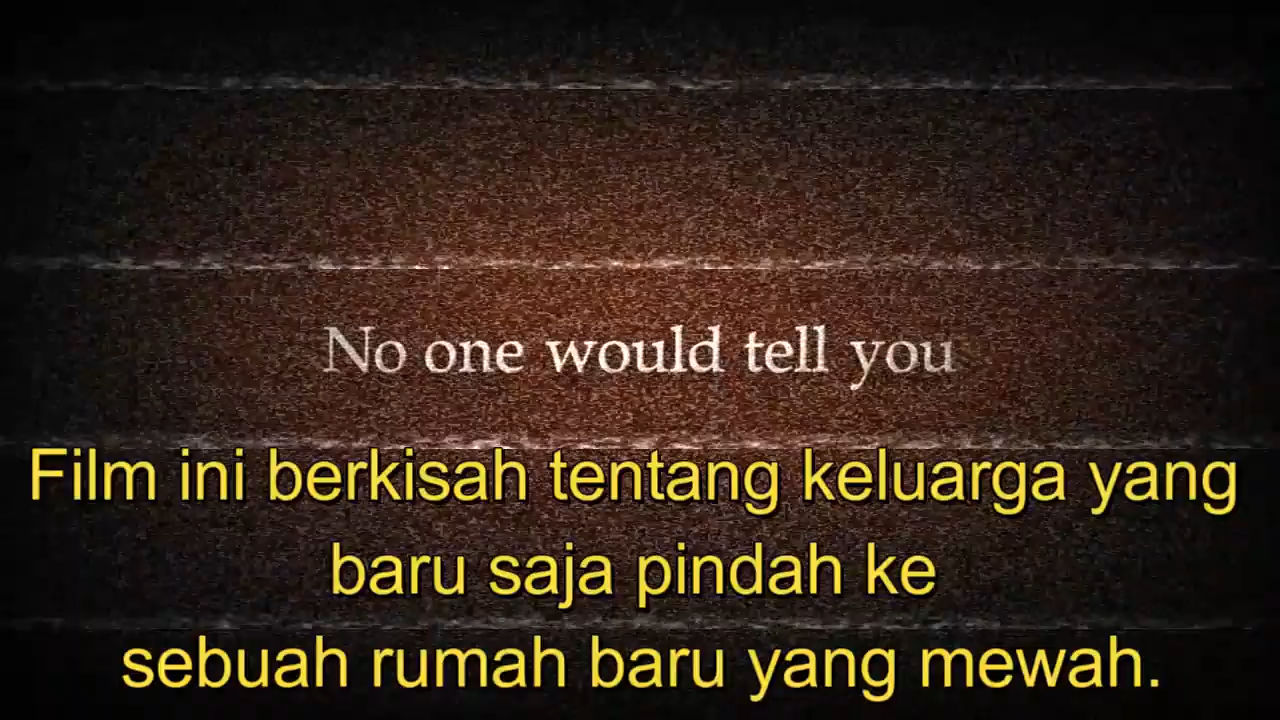 No one would tell you
Film ini berkisah tentang keluarga yang
baru saja pindah ke
sebuah rumah baru yang mewah.